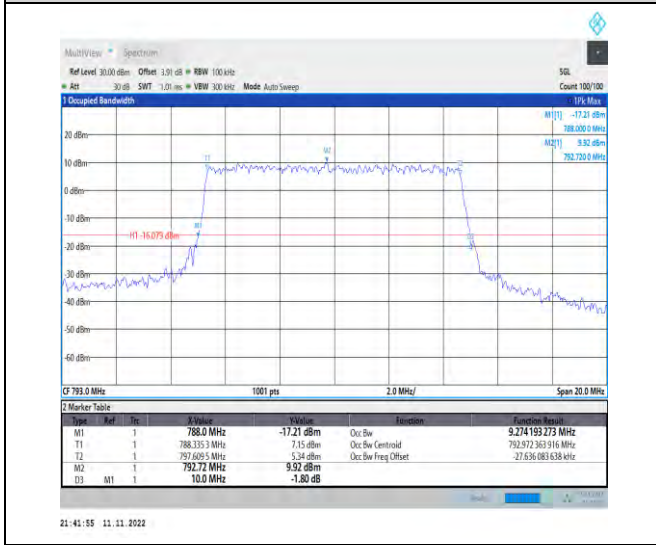 MultiView Spectrum
Ref Level 30.00 dBm Offset 3.91 dB RBW 100 kHz SGL
Att 30 dB SWT 1.01 ms VBW 300 kHz Mode Auto Sweep Count 100/100
1 Occupied Bandwidth 1Pk Max
M1[1] -17.21 dBm
788.000 0 MHz
M2[1] 9.92 dBm
792.720 0 MHz
20 dBm
M2
T1
10 dBm
0 dBm
-10 dBm
M1
H1 -16.079 dBm
-20 dBm
-30 dBm
-40 dBm
-50 dBm
-60 dBm
CF 793.0 MHz 1001 pts 2.0 MHz/ Span 20.0 MHz
2 Marker Table
Type Ref Trc X-Value Y-Value Function Function Result
M1 1 788.0 MHz -17.21 dBm Occ Bw 9.274 193 273 MHz
T1 1 788.335 3 MHz 7.15 dBm Occ Bw Centroid 792.972 363 916 MHz
T2 1 797.609 5 MHz 5.34 dBm Occ Bw Freq Offset -27.636 083 638 kHz
M2 1 792.72 MHz 9.92 dBm
D3 M1 1 10.0 MHz -1.80 dB
21:41:55 11.11.2022